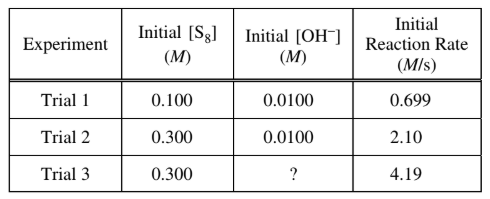 Experiment
Initial [S₈]
(M)
Initial [OH⁻]
(M)
Initial
Reaction Rate
(M/s)
Trial 1 0.100 0.0100 0.699
Trial 2 0.300 0.0100 2.10
Trial 3 0.300 ? 4.19